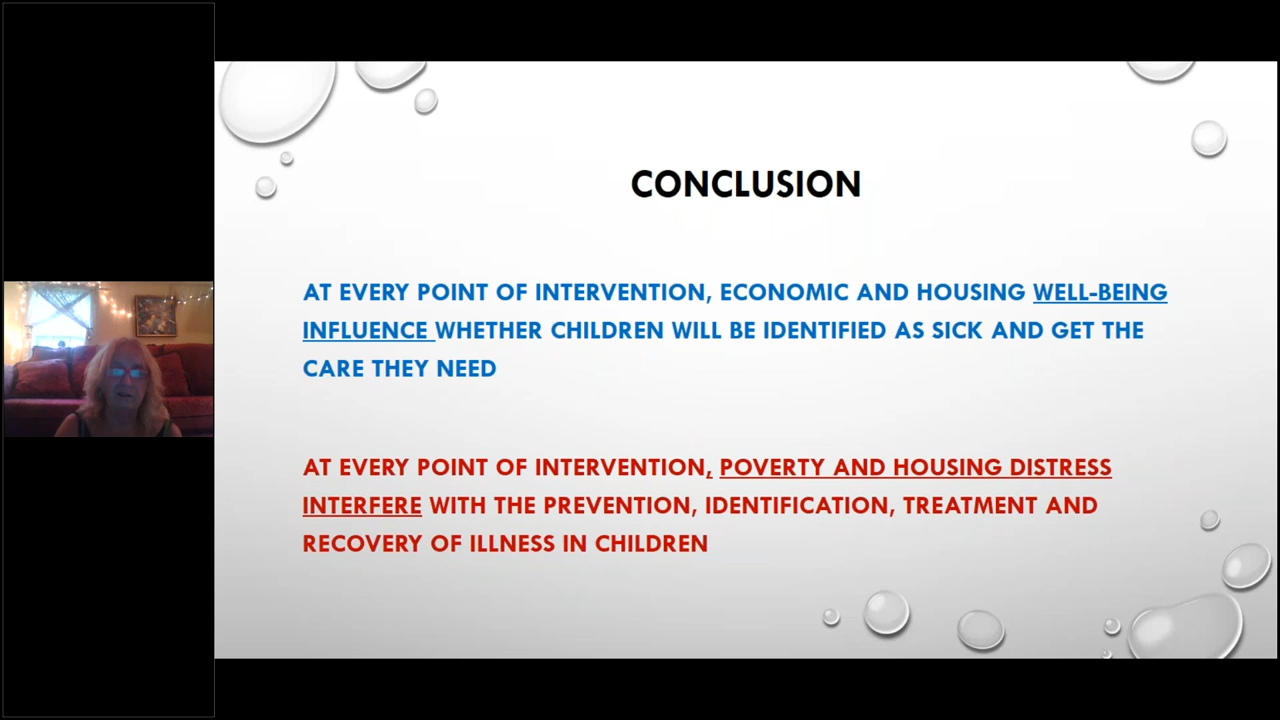 CONCLUSION
AT EVERY POINT OF INTERVENTION, ECONOMIC AND HOUSING WELL-BEING
INFLUENCE WHETHER CHILDREN WILL BE IDENTIFIED AS SICK AND GET THE
CARE THEY NEED
AT EVERY POINT OF INTERVENTION, POVERTY AND HOUSING DISTRESS
INTERFERE WITH THE PREVENTION, IDENTIFICATION, TREATMENT AND
RECOVERY OF ILLNESS IN CHILDREN